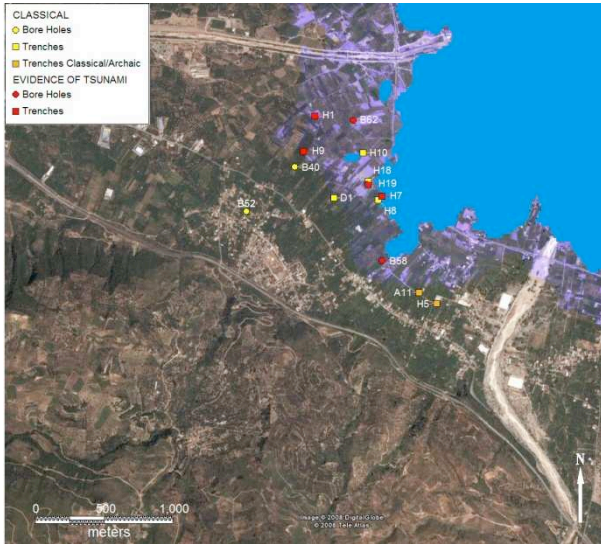 CLASSICAL
Bore Holes
Trenches
Trenches Classical/Archaic
EVIDENCE OF TSUNAMI
Bore Holes
Trenches
H1
B62
H9
H10
B40
H18
H19
D1
H7
H8
B52
B58
A11
H5
N
0 500 1,000
meters
Image © 2008 DigitalGlobe
© 2008 Tele Atlas